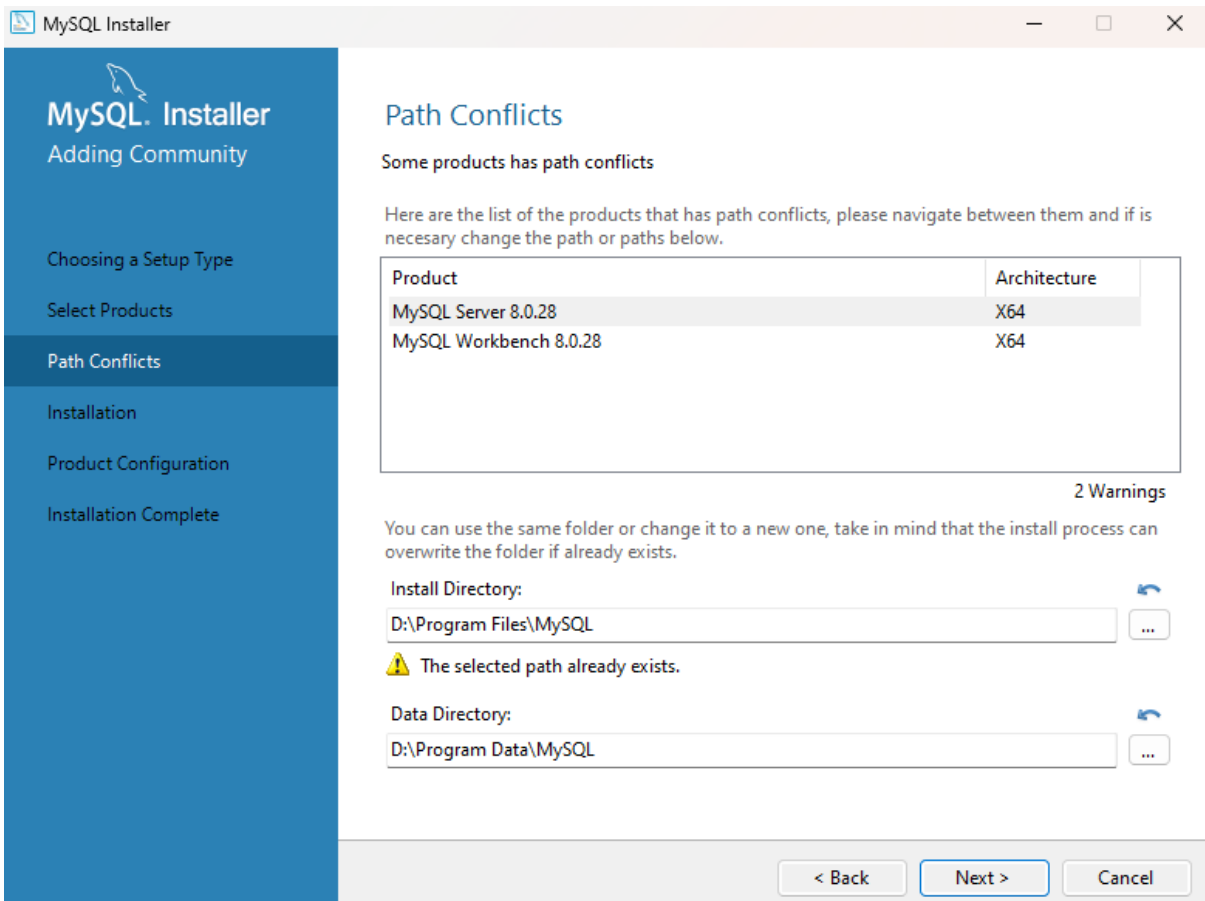 MySQL Installer
MySQL. Installer
Adding Community
Choosing a Setup Type
Select Products
Path Conflicts
Installation
Product Configuration
Installation Complete
Path Conflicts
Some products has path conflicts
Here are the list of the products that has path conflicts, please navigate between them and if is
necesary change the path or paths below.
Product Architecture
MySQL Server 8.0.28 X64
MySQL Workbench 8.0.28 X64
2 Warnings
You can use the same folder or change it to a new one, take in mind that the install process can
overwrite the folder if already exists.
Install Directory:
D:\Program Files\MySQL
...
The selected path already exists.
Data Directory:
D:\Program Data\MySQL
...
< Back Next > Cancel